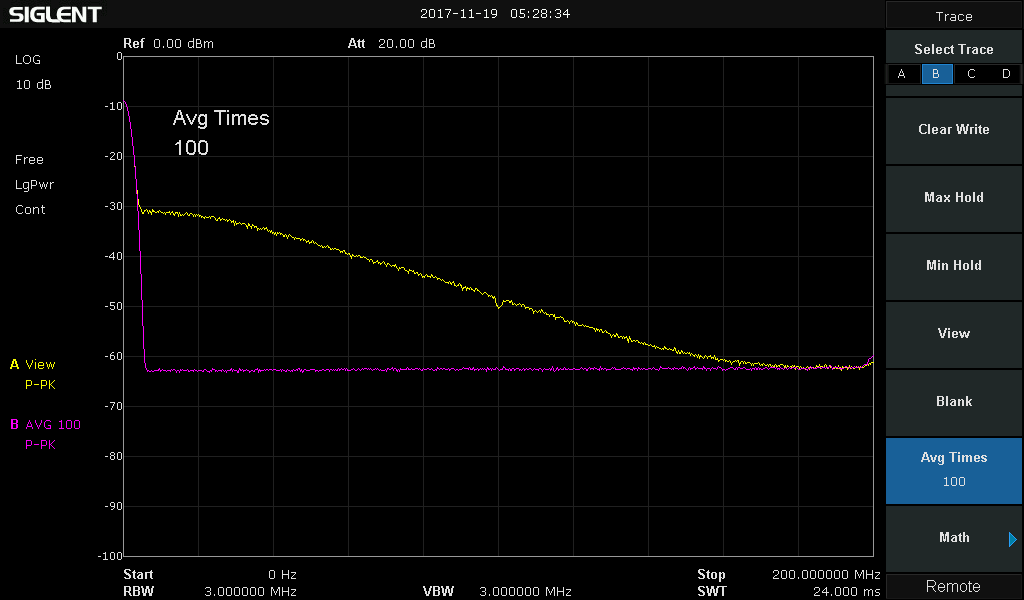 SIGLENT
2017-11-19 05:28:34
Trace
Ref 0.00 dBm
Att 20.00 dB
Select Trace
A B C D
LOG
10 dB
Free
LgPwr
Cont
0
-10
-20
-30
-40
-50
-60
-70
-80
-90
-100
Avg Times
100
A View
P-PK
B AVG 100
P-PK
Clear Write
Max Hold
Min Hold
View
Blank
Avg Times
100
Math
Start 0 Hz
Stop 200.000000 MHz
RBW 3.000000 MHz
VBW 3.000000 MHz
SWT 24.000 ms
Remote